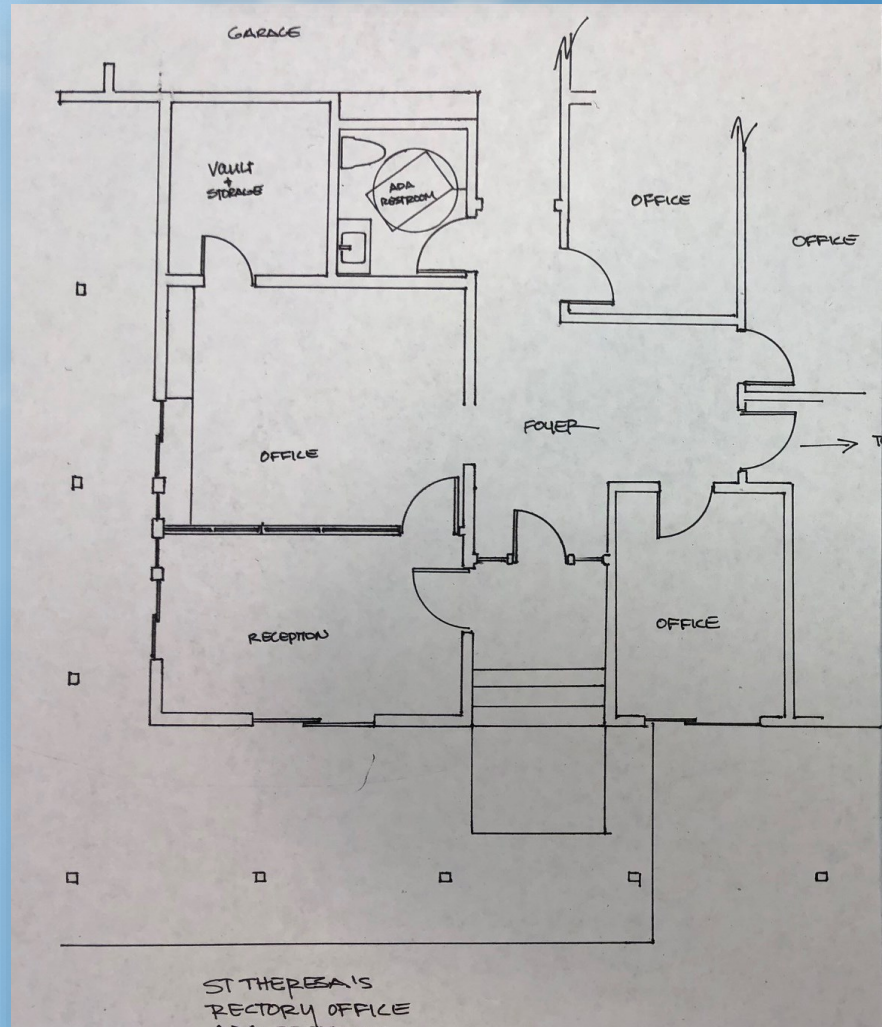 GARAGE
VAULT
+
STORAGE
ADA
RESTROOM
OFFICE
OFFICE
OFFICE
FOYER
RECEPTION
OFFICE
ST THERESA'S
RECTORY OFFICE